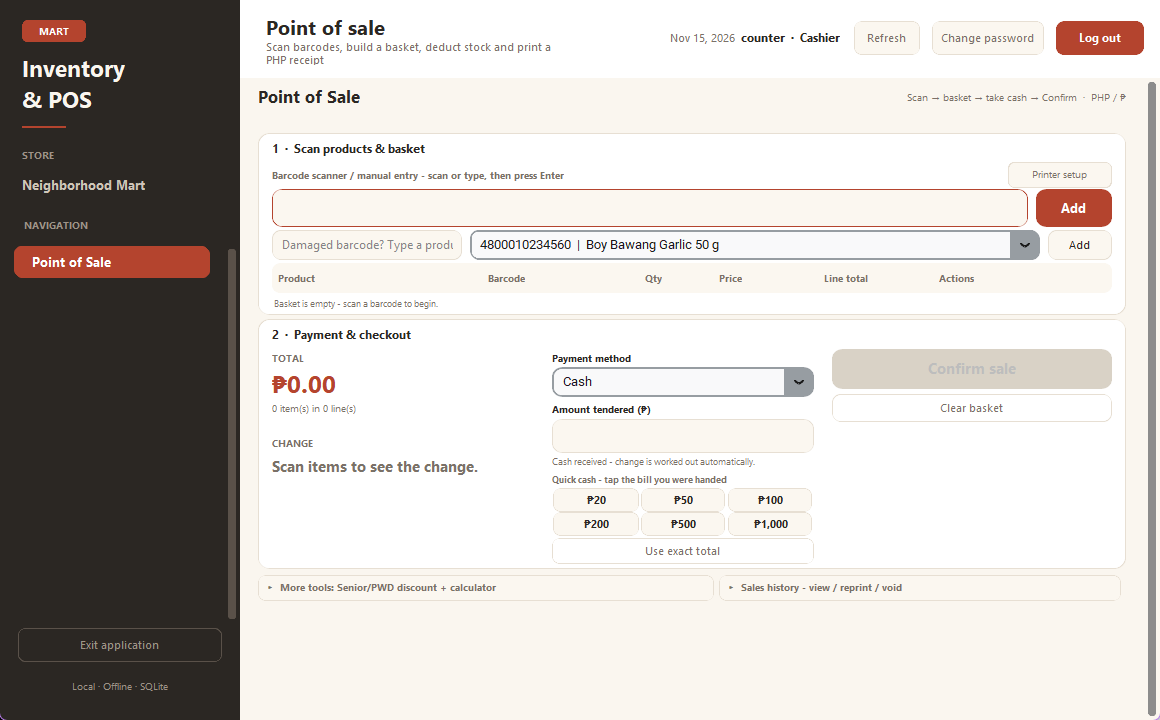 MART
Inventory
& POS
STORE
Neighborhood Mart
NAVIGATION
Point of Sale
Exit application
Local · Offline · SQLite
Point of sale
Scan barcodes, build a basket, deduct stock and print a
PHP receipt
Nov 15, 2026 counter · Cashier
Refresh
Change password
Log out
Point of Sale
Scan → basket → take cash → Confirm · PHP / ₱
1 · Scan products & basket
Barcode scanner / manual entry - scan or type, then press Enter
Printer setup
Add
Damaged barcode? Type a produ
4800010234560 | Boy Bawang Garlic 50 g
Add
Product Barcode Qty Price Line total Actions
Basket is empty - scan a barcode to begin.
2 · Payment & checkout
TOTAL
₱0.00
0 item(s) in 0 line(s)
CHANGE
Scan items to see the change.
Payment method
Cash
Amount tendered (₱)
Cash received - change is worked out automatically.
Quick cash - tap the bill you were handed
₱20 ₱50 ₱100
₱200 ₱500 ₱1,000
Use exact total
Confirm sale
Clear basket
▸ More tools: Senior/PWD discount + calculator
▸ Sales history - view / reprint / void